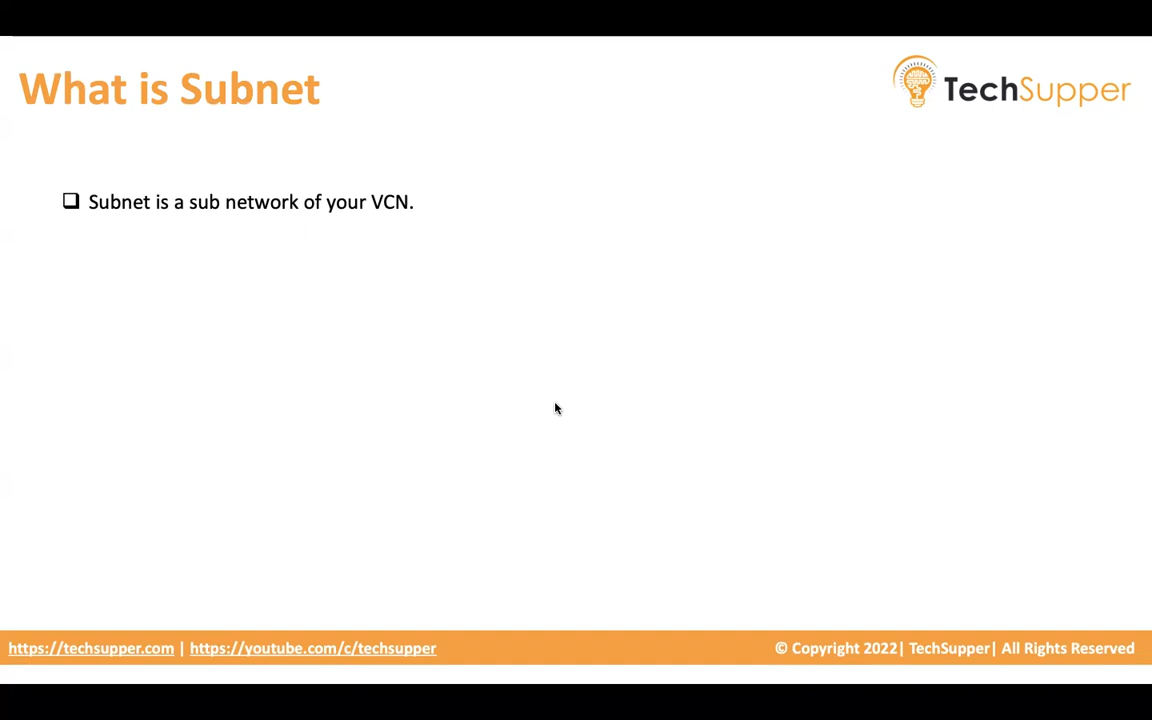 What is Subnet
TechSupper
❑ Subnet is a sub network of your VCN.
https://techsupper.com | https://youtube.com/c/techsupper
© Copyright 2022| TechSupper| All Rights Reserved